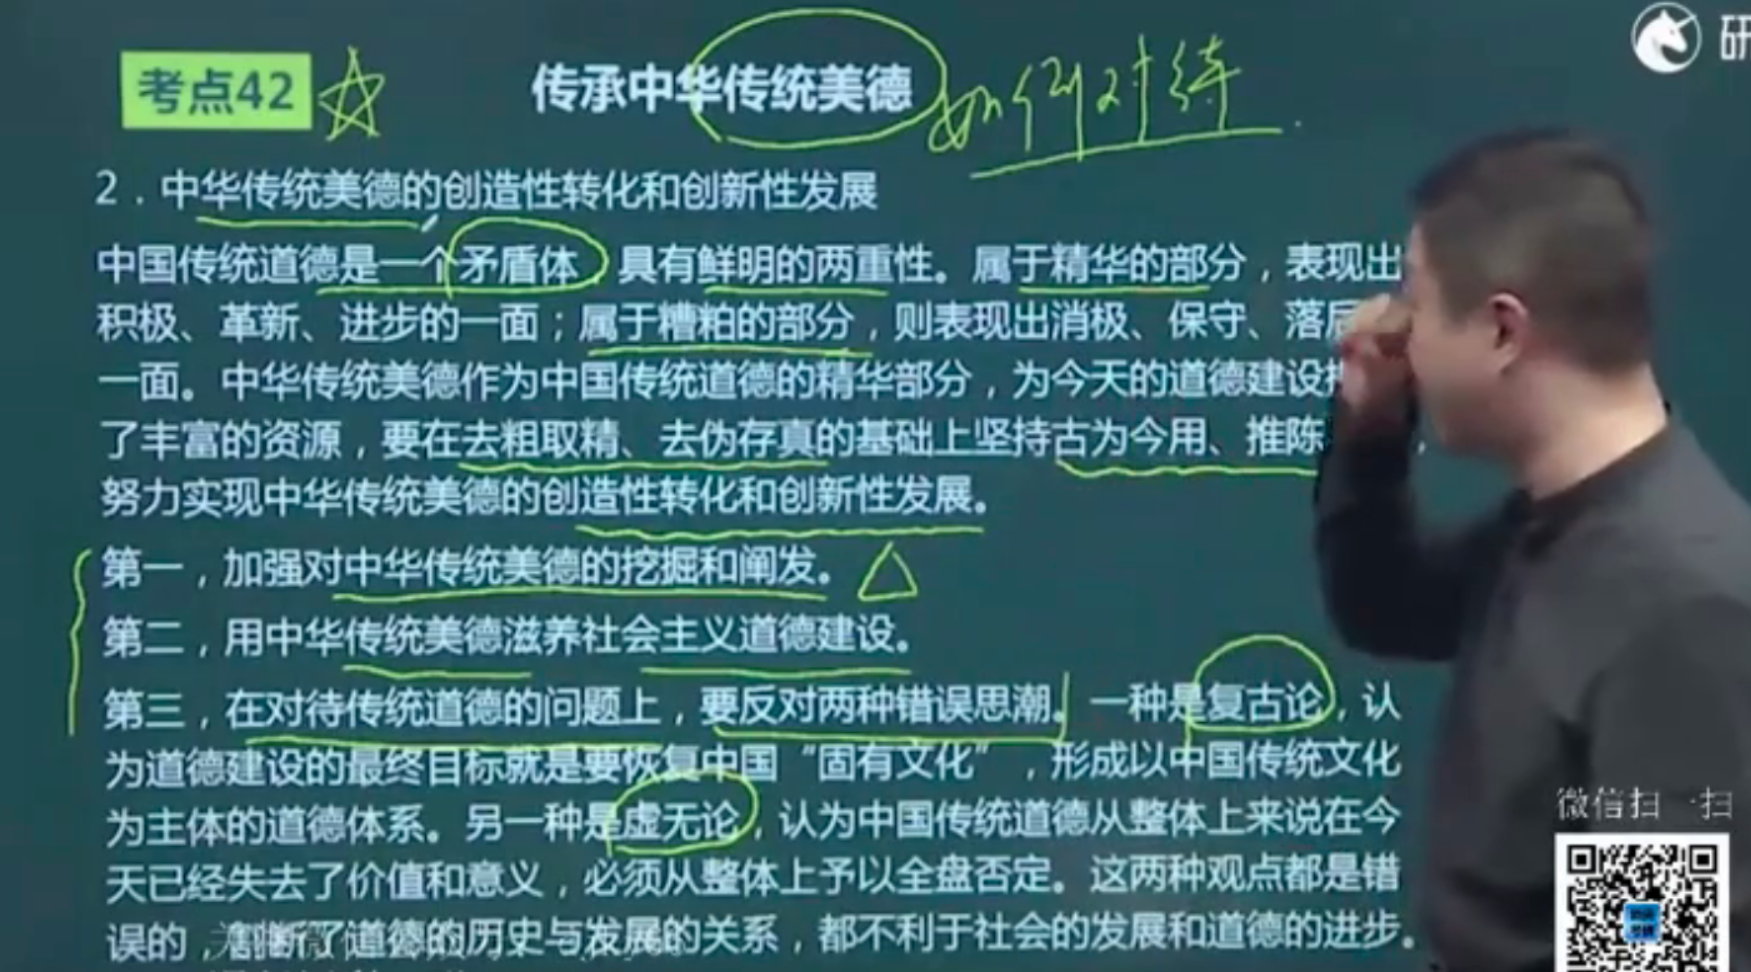 研
考点42
传承中华传统美德 如何对待
2．中华传统美德的创造性转化和创新性发展
中国传统道德是一个矛盾体，具有鲜明的两重性。属于精华的部分，表现出
积极、革新、进步的一面；属于糟粕的部分，则表现出消极、保守、落后
一面。中华传统美德作为中国传统道德的精华部分，为今天的道德建设
了丰富的资源，要在去粗取精、去伪存真的基础上坚持古为今用、推陈
努力实现中华传统美德的创造性转化和创新性发展。
第一，加强对中华传统美德的挖掘和阐发。
第二，用中华传统美德滋养社会主义道德建设。
第三，在对待传统道德的问题上，要反对两种错误思潮。一种是复古论，认
为道德建设的最终目标就是要恢复中国“固有文化”，形成以中国传统文化
为主体的道德体系。另一种是虚无论，认为中国传统道德从整体上来说在今
天已经失去了价值和意义，必须从整体上予以全盘否定。这两种观点都是错
误的，割断了道德的历史与发展的关系，都不利于社会的发展和道德的进步。
微信扫一扫